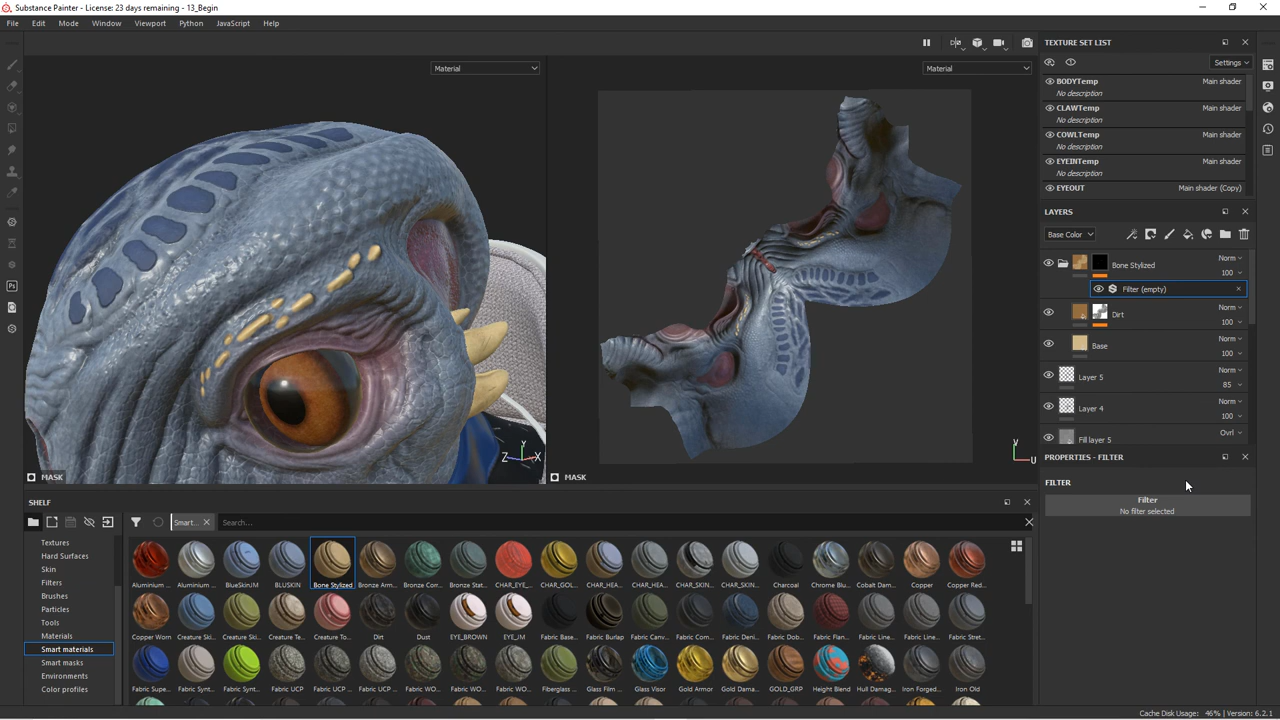 Substance Painter - License: 23 days remaining - 13_Begin
File Edit Mode Window Viewport Python JavaScript Help
Material
Material
TEXTURE SET LIST
Settings
BODYTemp Main shader
No description
CLAWTemp Main shader
No description
COWLTemp Main shader
No description
EYEINTemp Main shader
No description
EYEOUT Main shader (Copy)
LAYERS
Base Color
Bone Stylized Norm
100
Filter (empty)
Dirt Norm
100
Base Norm
100
Layer 5 Norm
85
Layer 4 Norm
100
Fill layer 5 Ovrl
PROPERTIES - FILTER
FILTER
Filter
No filter selected
Y
Z X
MASK
V
U
MASK
SHELF
Smart... Search...
Textures
Hard Surfaces
Skin
Filters
Brushes
Particles
Tools
Materials
Smart materials
Smart masks
Environments
Color profiles
Aluminium ... Aluminium ... BlueSkinJM BLUSKIN Bone Stylized Bronze Arm... Bronze Corr... Bronze Stat... CHAR_EYE_... CHAR_GOL... CHAR_HEA... CHAR_HEA... CHAR_SKIN... CHAR_SKIN... Charcoal Chrome Blu... Cobalt Dam... Copper Copper Red...
Copper Worn Creature Ski... Creature Ski... Creature Te... Creature To... Dirt Dust EYE_BROWN EYE_JM Fabric Base... Fabric Burlap Fabric Canv... Fabric Com... Fabric Deni... Fabric Dob... Fabric Flan... Fabric Line... Fabric Line... Fabric Stret...
Fabric Supe... Fabric Synt... Fabric Synt... Fabric UCP Fabric UCP ... Fabric WO... Fabric WO... Fabric WO... Fiberglass ... Glass Film ... Glass Visor Gold Armor Gold Dama... GOLD_GRP Height Blend Hull Damag... Iron Forged... Iron Old
Cache Disk Usage: 46% | Version: 6.2.1